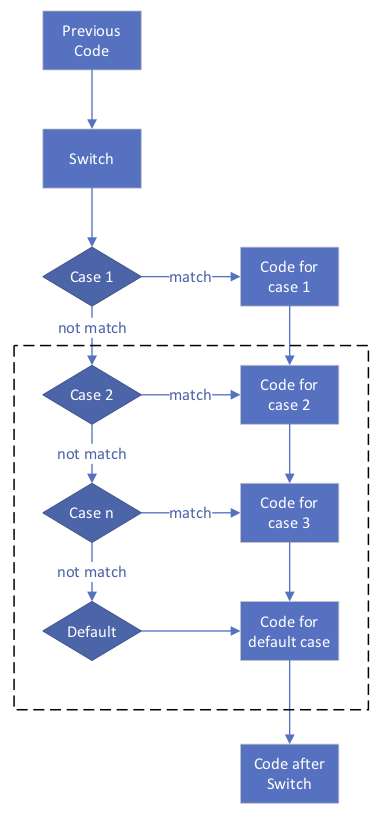 Previous
Code
Switch
Case 1
match
Code for
case 1
not match
Case 2
match
Code for
case 2
not match
Case n
match
Code for
case 3
not match
Default
Code for
default case
Code after
Switch